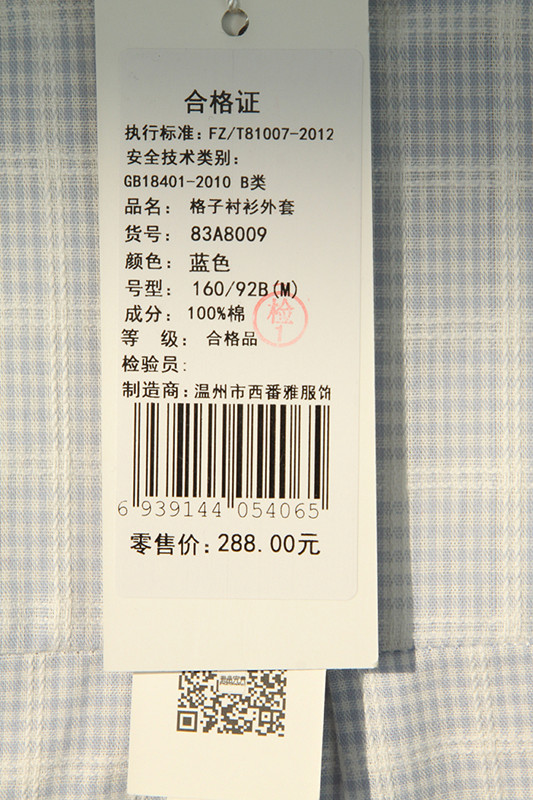 合格证
执行标准：FZ/T81007-2012
安全技术类别：
GB18401-2010 B类
品名： 格子衬衫外套
货号： 83A8009
颜色： 蓝色
号型： 160/92B(M)
成分： 100%棉
检
1
等 级： 合格品
检验员：
制造商：温州市西番雅服饰
6 939144 054065
零售价：288.00元